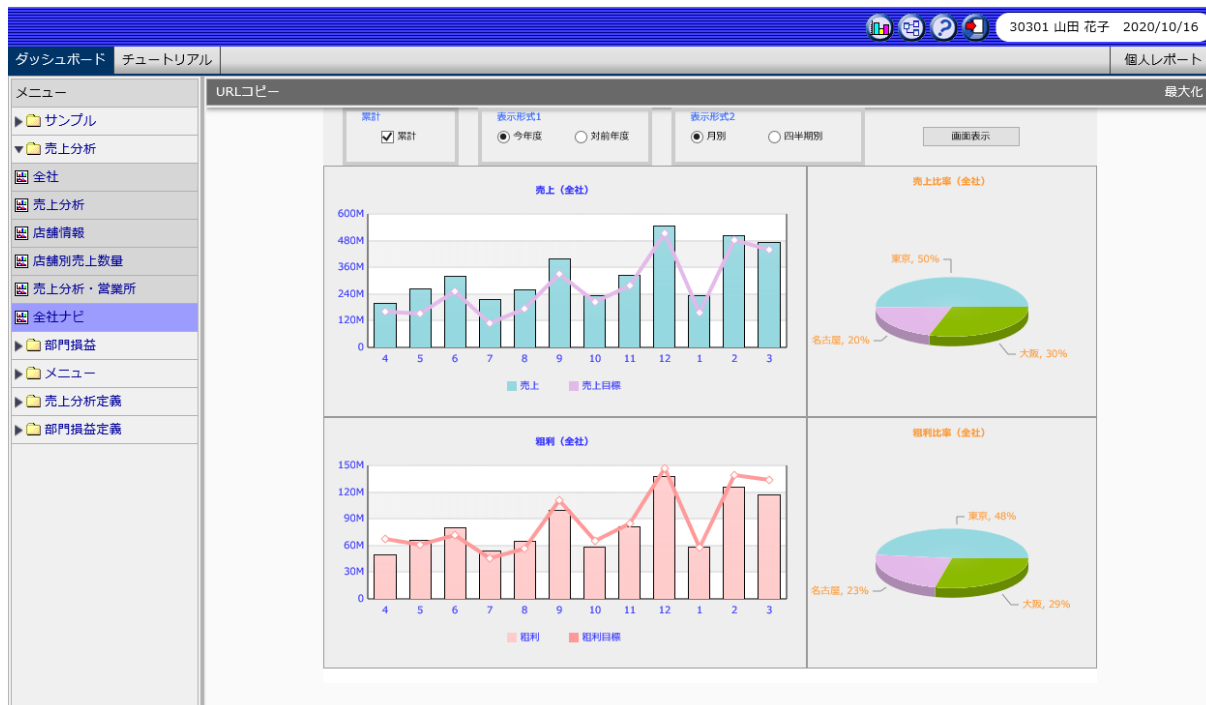 30301 山田 花子 2020/10/16
ダッシュボード チュートリアル 個人レポート
メニュー
サンプル
売上分析
全社
売上分析
店舗情報
店舗別売上数量
売上分析・営業所
全社ナビ
部門損益
メニュー
売上分析定義
部門損益定義
URLコピー 最大化
累計 表示形式1 表示形式2
累計 今年度 対前年度 月別 四半期別 画面表示
売上（全社）
600M
480M
360M
240M
120M
0
4 5 6 7 8 9 10 11 12 1 2 3
売上 売上目標
売上比率（全社）
東京, 50%
名古屋, 20%
大阪, 30%
粗利（全社）
150M
120M
90M
60M
30M
0
4 5 6 7 8 9 10 11 12 1 2 3
粗利 粗利目標
粗利比率（全社）
東京, 48%
名古屋, 23%
大阪, 29%